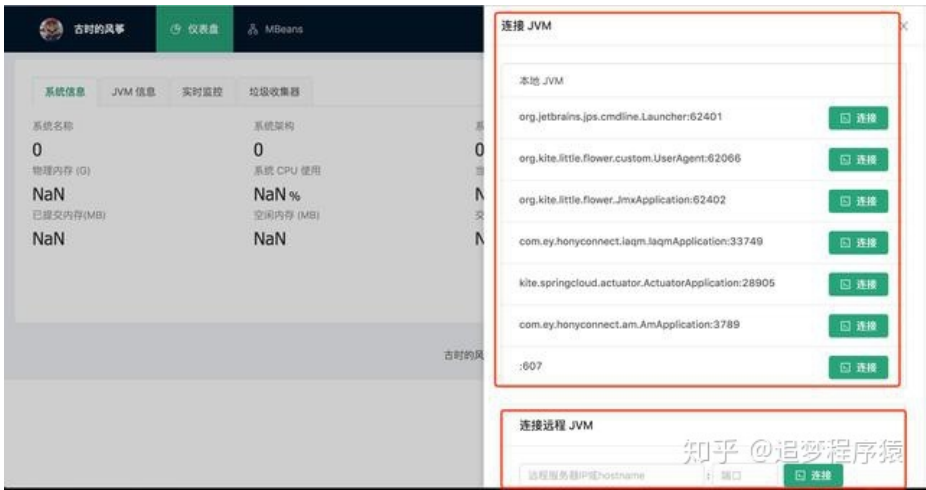 古时的风筝
仪表盘
MBeans
系统信息
JVM 信息
实时监控
垃圾收集器
系统名称
系统架构
0
0
0
物理内存 (G)
系统 CPU 使用
NaN
NaN %
已提交内存(MB)
空闲内存 (MB)
NaN
NaN
古时的风
连接 JVM
本地 JVM
org.jetbrains.jps.cmdline.Launcher:62401
连接
org.kite.little.flower.custom.UserAgent:62066
连接
org.kite.little.flower.JmxApplication:62402
连接
com.ey.honyconnect.iaqm.IaqmApplication:33749
连接
kite.springcloud.actuator.ActuatorApplication:28905
连接
com.ey.honyconnect.am.AmApplication:3789
连接
:607
连接
连接远程 JVM
远程服务器IP或hostname
:
端口
连接
知乎 @追梦程序猿